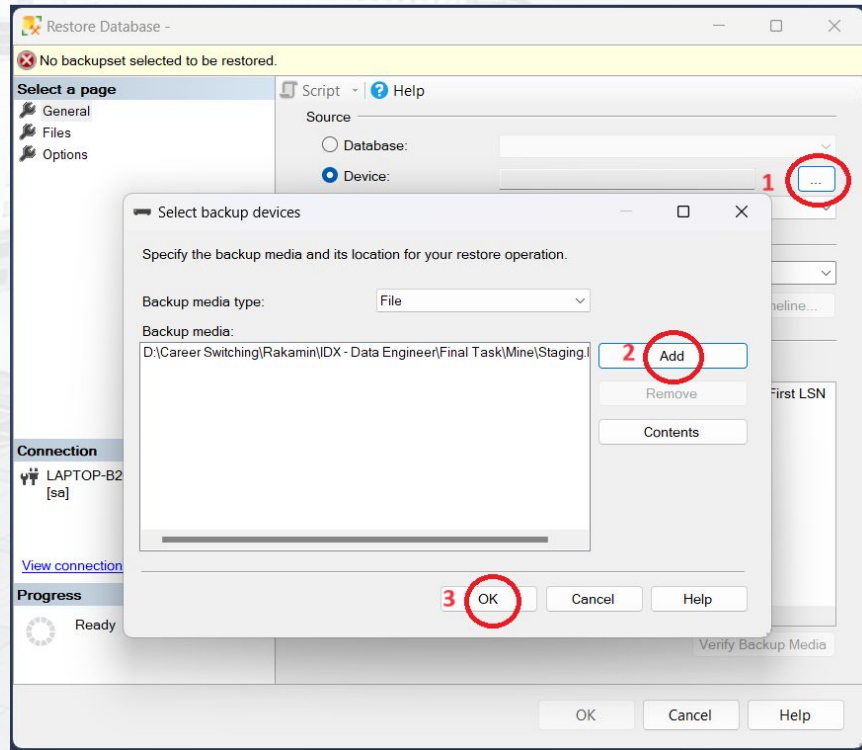 Restore Database -
No backupset selected to be restored.
Select a page
General
Files
Options
Script
Help
Source
Database:
Device:
1
...
Select backup devices
Specify the backup media and its location for your restore operation.
Backup media type:
File
Backup media:
D:\Career Switching\Rakamin\IDX - Data Engineer\Final Task\Mine\Staging.
2
Add
Remove
Contents
First LSN
Connection
LAPTOP-B2
[sa]
View connection
Progress
Ready
3
OK
Cancel
Help
Verify Backup Media
OK
Cancel
Help